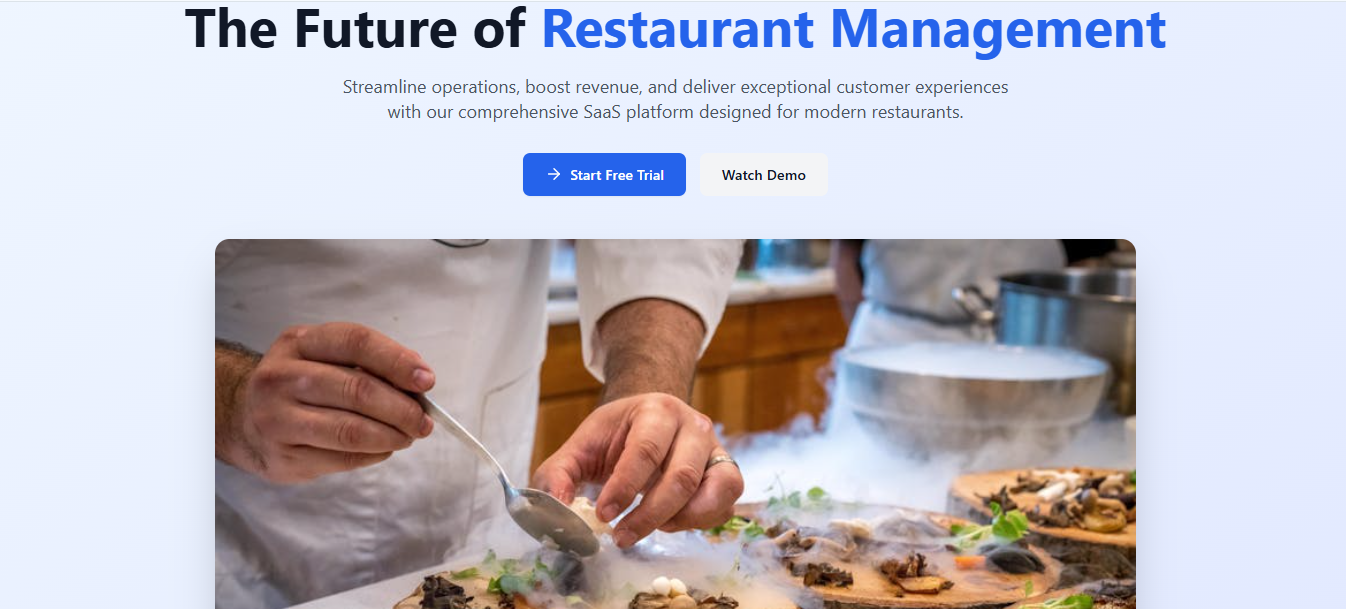 The Future of Restaurant Management
Streamline operations, boost revenue, and deliver exceptional customer experiences
with our comprehensive SaaS platform designed for modern restaurants.
Start Free Trial
Watch Demo